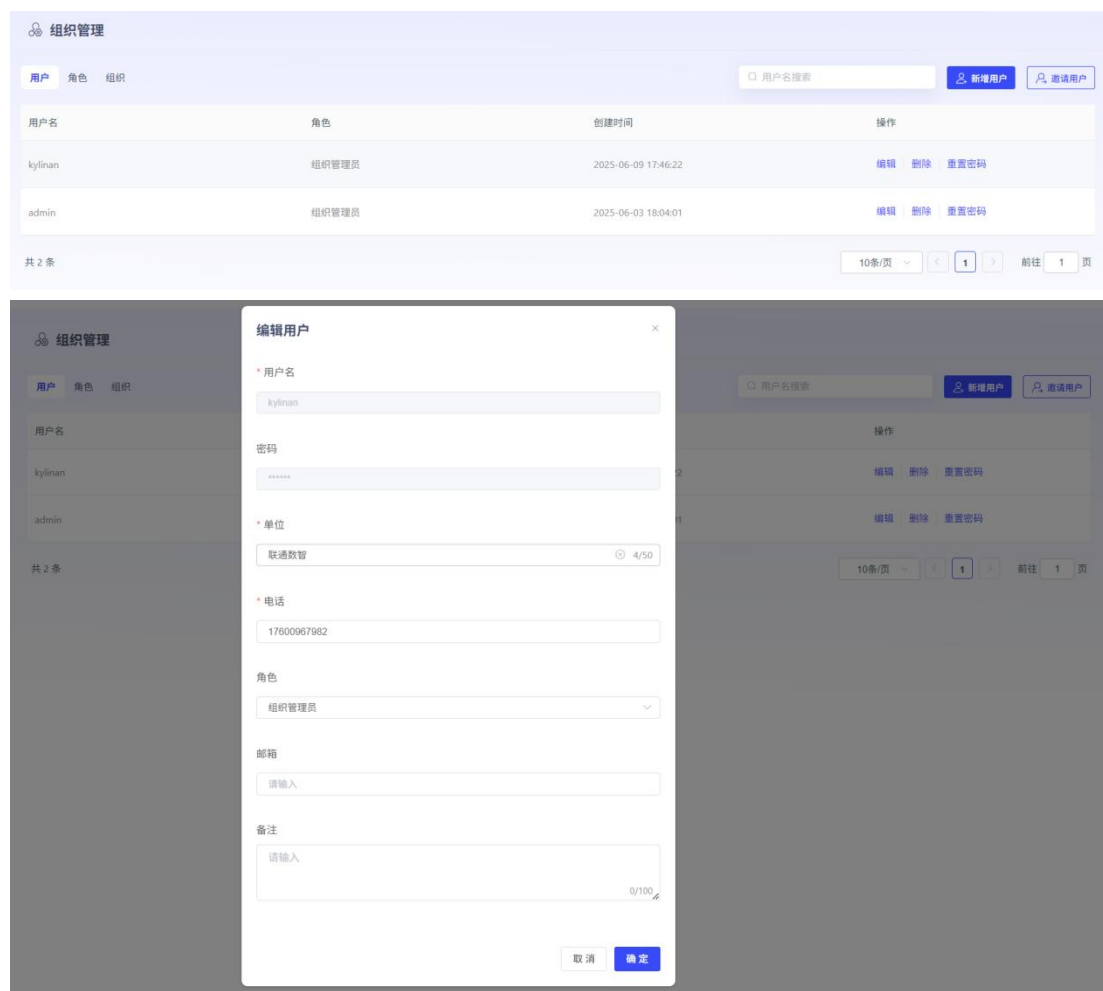 组织管理
用户 角色 组织 用户名搜索 新增用户 邀请用户
用户名 角色 创建时间 操作
kylinan 组织管理员 2025-06-09 17:46:22 编辑 删除 重置密码
admin 组织管理员 2025-06-03 18:04:01 编辑 删除 重置密码
共 2 条 10条/页 1 前往 1 页
组织管理
用户 角色 组织 用户名搜索 新增用户 邀请用户
用户名 操作
kylinan 22 编辑 删除 重置密码
admin 01 编辑 删除 重置密码
共 2 条 10条/页 1 前往 1 页
编辑用户 ×
* 用户名
kylinan
密码
******
* 单位
联通数智 4/50
* 电话
17600967982
角色
组织管理员
邮箱
请输入
备注
请输入
0/100
取消 确定